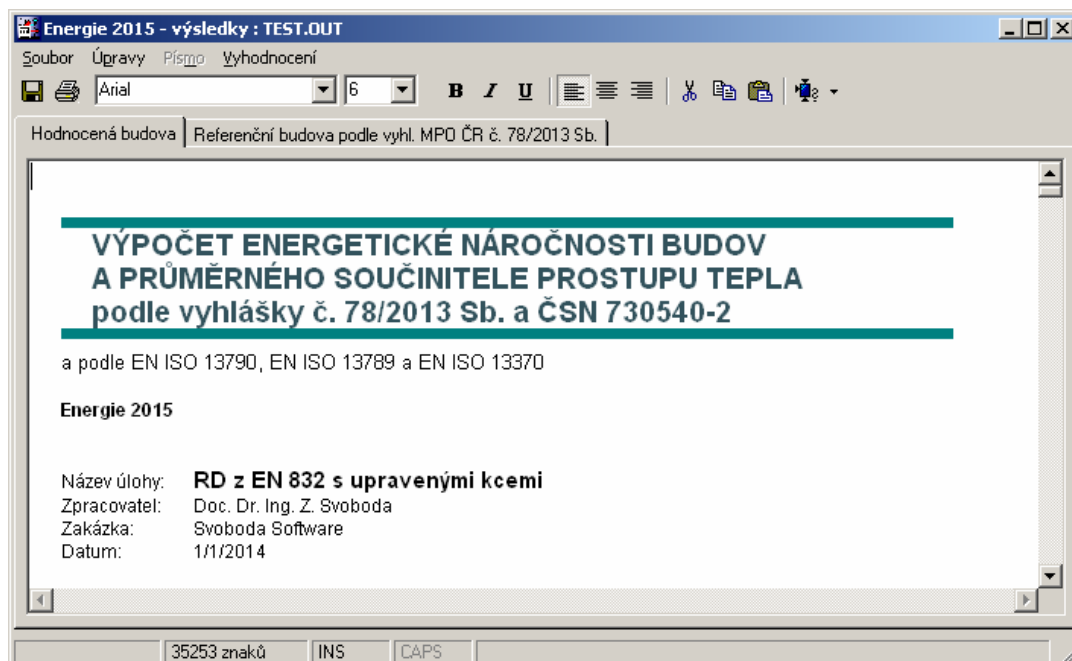 Energie 2015 - výsledky : TEST.OUT
Soubor Úpravy Písmo Vyhodnocení
Arial 6 B I U
Hodnocená budova Referenční budova podle vyhl. MPO ČR č. 78/2013 Sb.
VÝPOČET ENERGETICKÉ NÁROČNOSTI BUDOV
A PRŮMĚRNÉHO SOUČINITELE PROSTUPU TEPLA
podle vyhlášky č. 78/2013 Sb. a ČSN 730540-2
a podle EN ISO 13790, EN ISO 13789 a EN ISO 13370
Energie 2015
Název úlohy: RD z EN 832 s upravenými kcemi
Zpracovatel: Doc. Dr. Ing. Z. Svoboda
Zakázka: Svoboda Software
Datum: 1/1/2014
35253 znaků INS CAPS